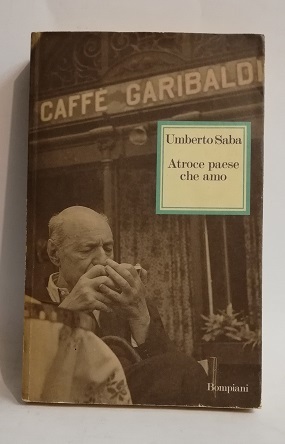 CAFFÈ GARIBALDI
Umberto Saba
Atroce paese
che amo
Bompiani